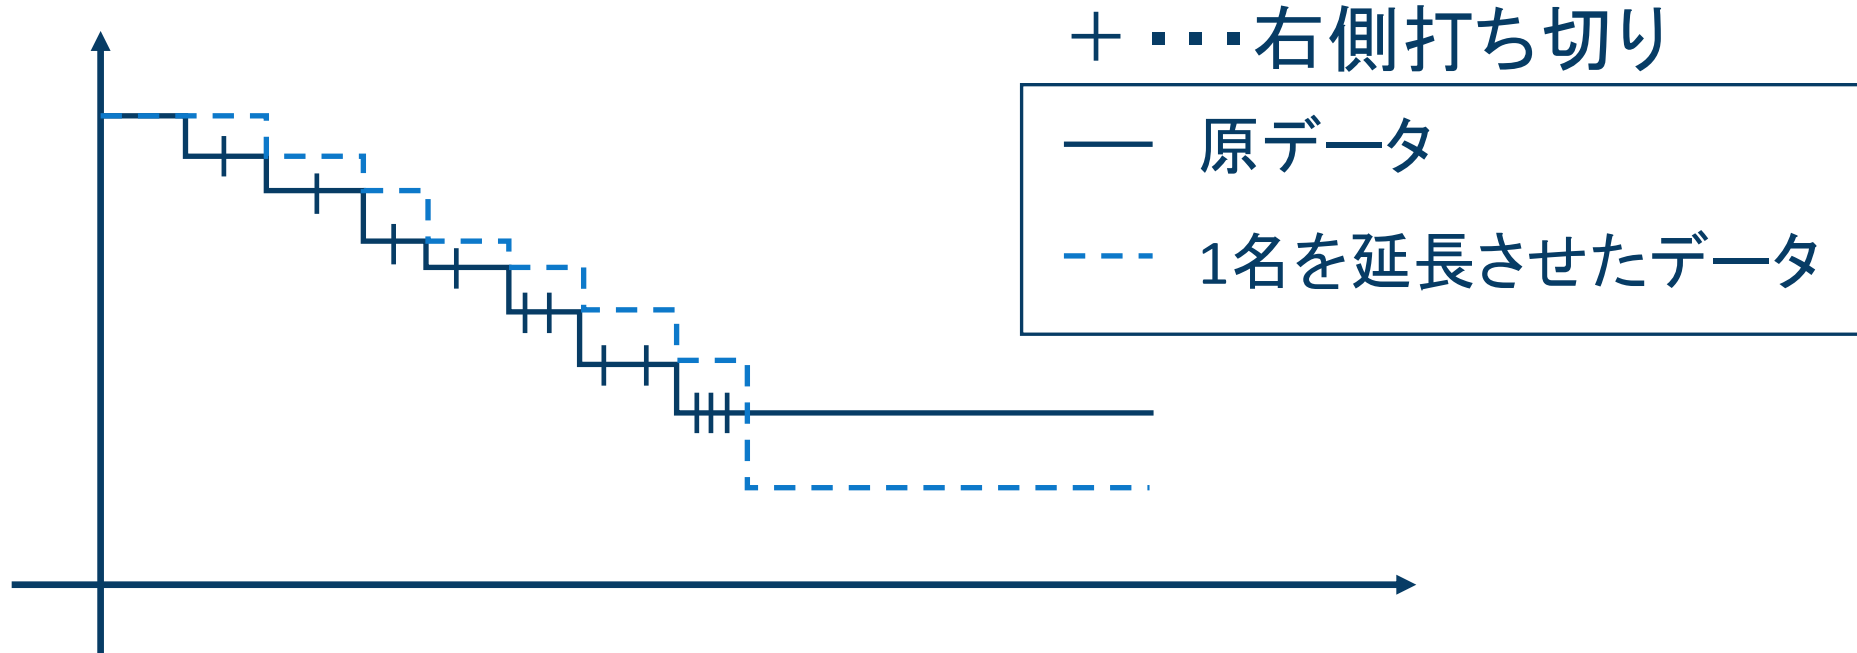 ＋・・・右側打ち切り
原データ
1名を延長させたデータ